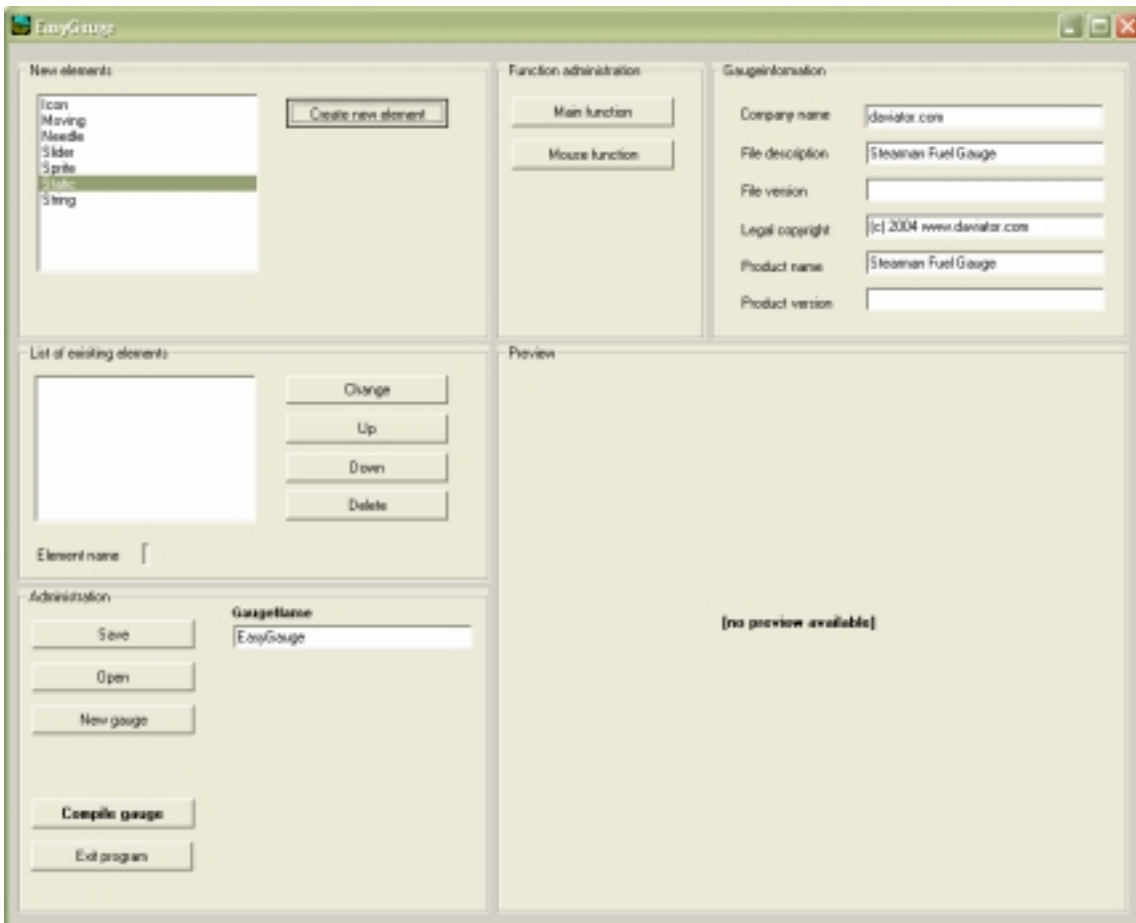 EasyGauge
New elements
Icon
Moving
Needle
Slider
Sprite
Static
String
Create new element
Function administration
Main function
Mouse function
Gaugeinformation
Company name
daviator.com
File description
Stearman Fuel Gauge
File version
Legal copyright
(c) 2004 www.daviator.com
Product name
Stearman Fuel Gauge
Product version
List of exisiting elements
Change
Up
Down
Delete
Element name
Administration
Save
Open
New gauge
Compile gauge
Exit program
GaugeName
EasyGauge
Preview
(no preview available)